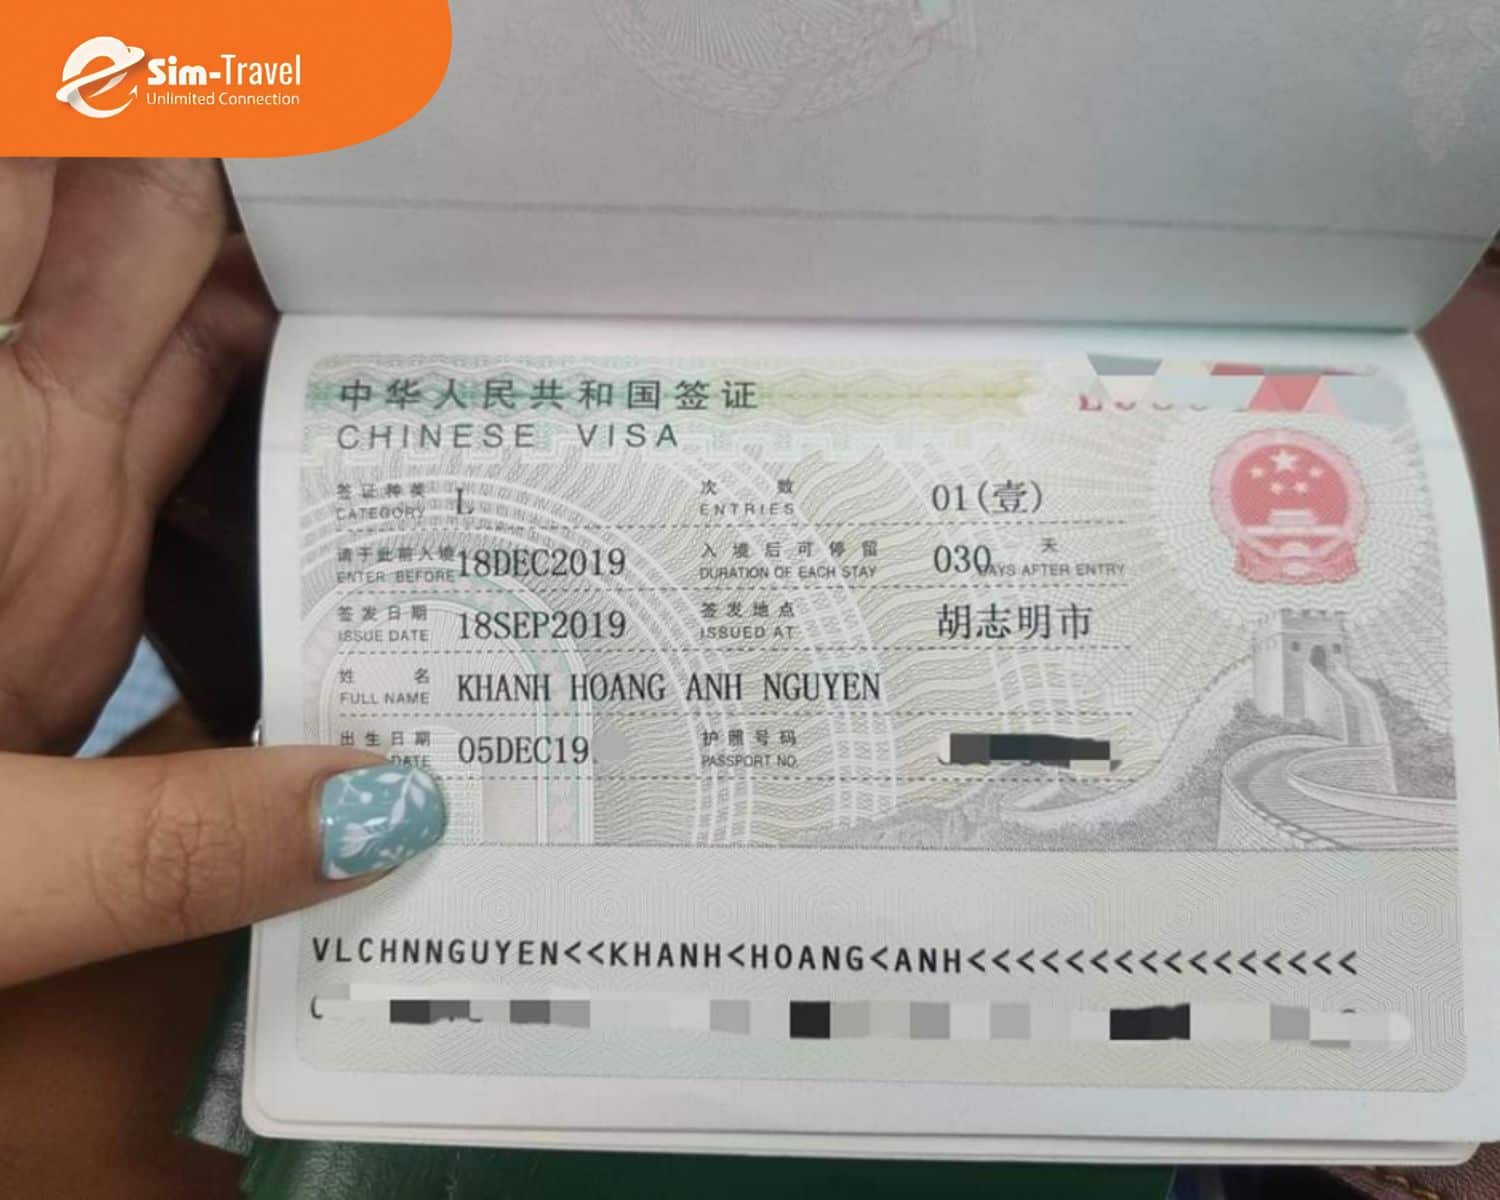 Sim-Travel
Unlimited Connection
中华人民共和国签证
CHINESE VISA
签证种类 L 次数 01(壹)
CATEGORY ENTRIES
请于此前入境 18DEC2019 入境后可停留 030 天
ENTER BEFORE DURATION OF EACH STAY DAYS AFTER ENTRY
签发日期 18SEP2019 签发地点 胡志明市
ISSUE DATE ISSUED AT
姓名 KHANH HOANG ANH NGUYEN
FULL NAME
出生日期 05DEC19 护照号码
DATE PASSPORT NO.
VLCHNNGUYEN<<KHANH<HOANG<ANH<<<<<<<<<<<<<<<<<